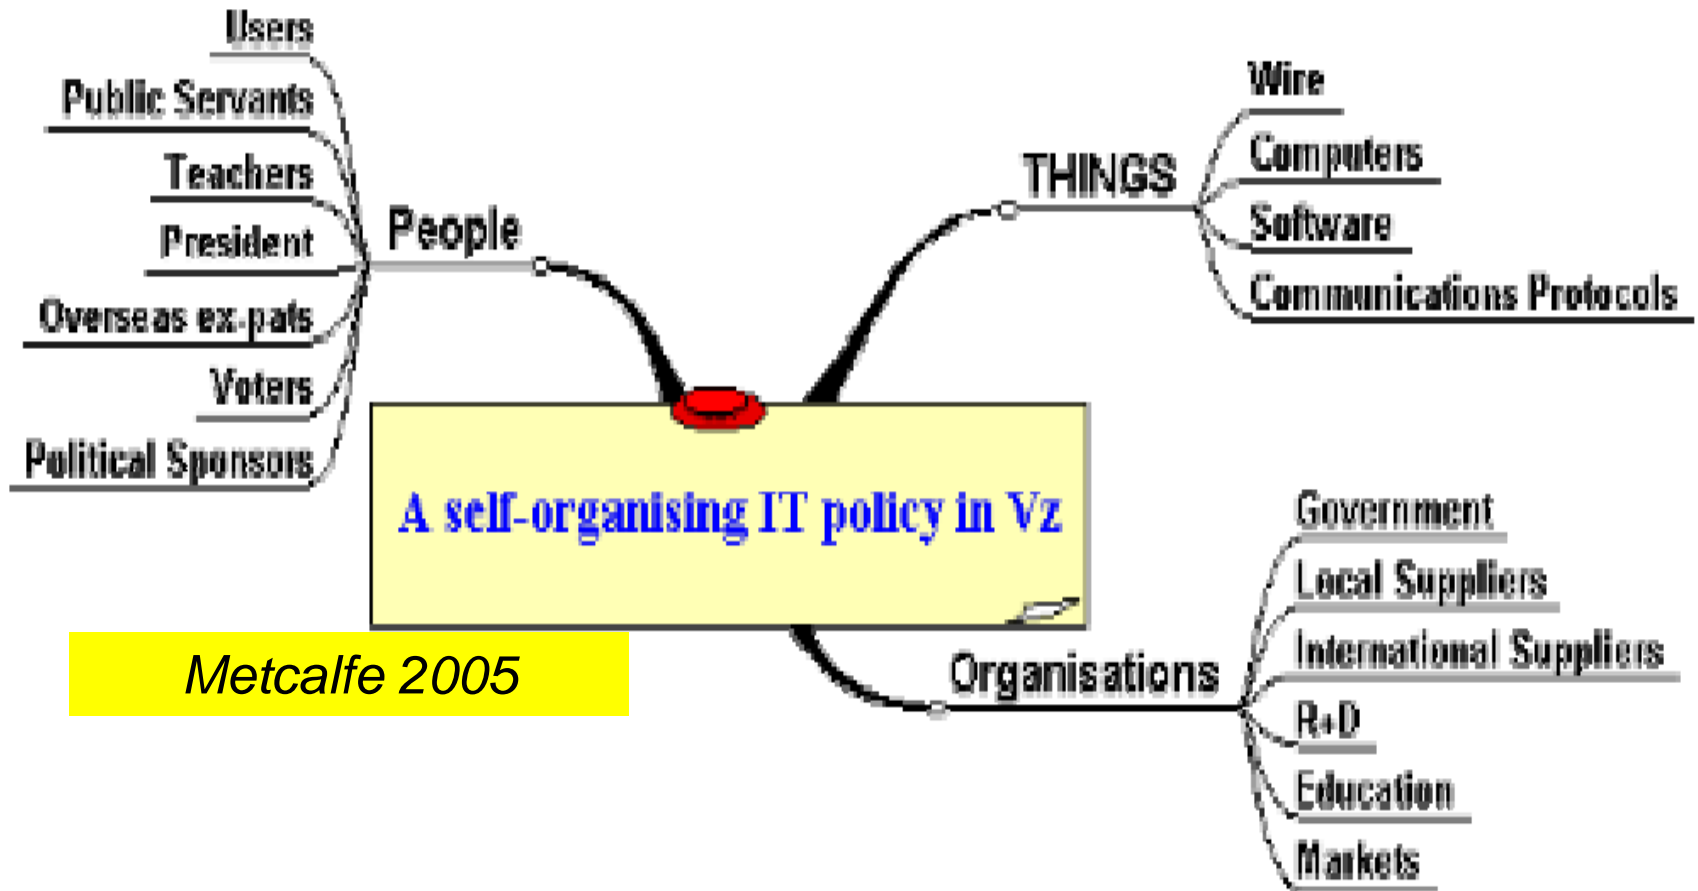 Users
Public Servants
Teachers
President
Overseas ex-pats
Voters
Political Sponsors
People
THINGS
Wire
Computers
Software
Communications Protocols
A self-organising IT policy in Vz
Metcalfe 2005
Organisations
Government
Local Suppliers
International Suppliers
R+D
Education
Markets